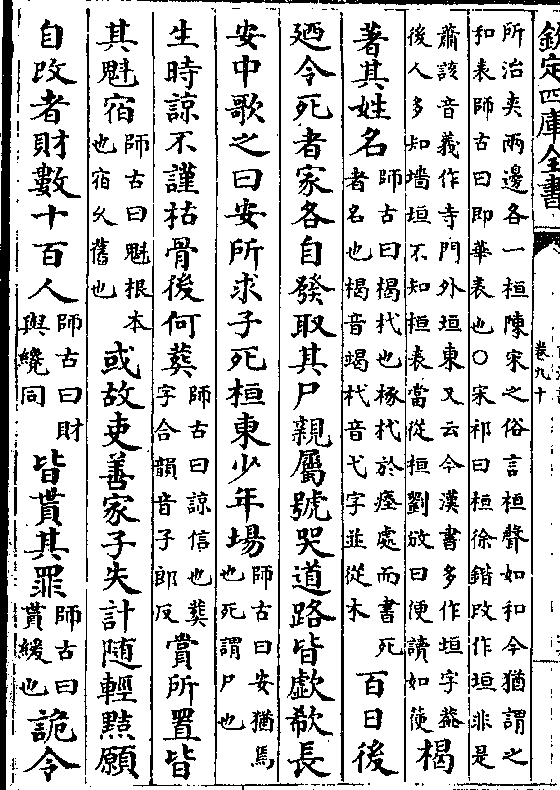 欽定四庫全書
卷九十
所治夾兩邊各一桓陳宋之俗言桓聲如和今猶謂之
和表師古曰即華表也○宋祁曰桓徐鍇改作垣非是
蕭該音義作寺門外垣東又云今漢書多作垣字蓋
後人多知墻垣不知桓表當從桓劉攽曰便讀如使
楬
著其姓名
師古曰楬杙也椓杙於瘞處而書死
者名也楬音竭杙音弋字並從木
百日後
廼令死者家各自發取其尸親屬號哭道路皆歔欷長
安中歌之曰安所求子死桓東少年場
師古曰安猶焉
也死謂尸也
生時諒不謹枯骨後何葬
師古曰諒信也葬
字合韻音子郎反
賞所置皆
其魁宿
師古曰魁根本
也宿久舊也
或故吏善家子失計隨輕黠願
自改者財數十百人
師古曰財
與纔同
皆貰其罪
師古曰
貰緩也
詭令